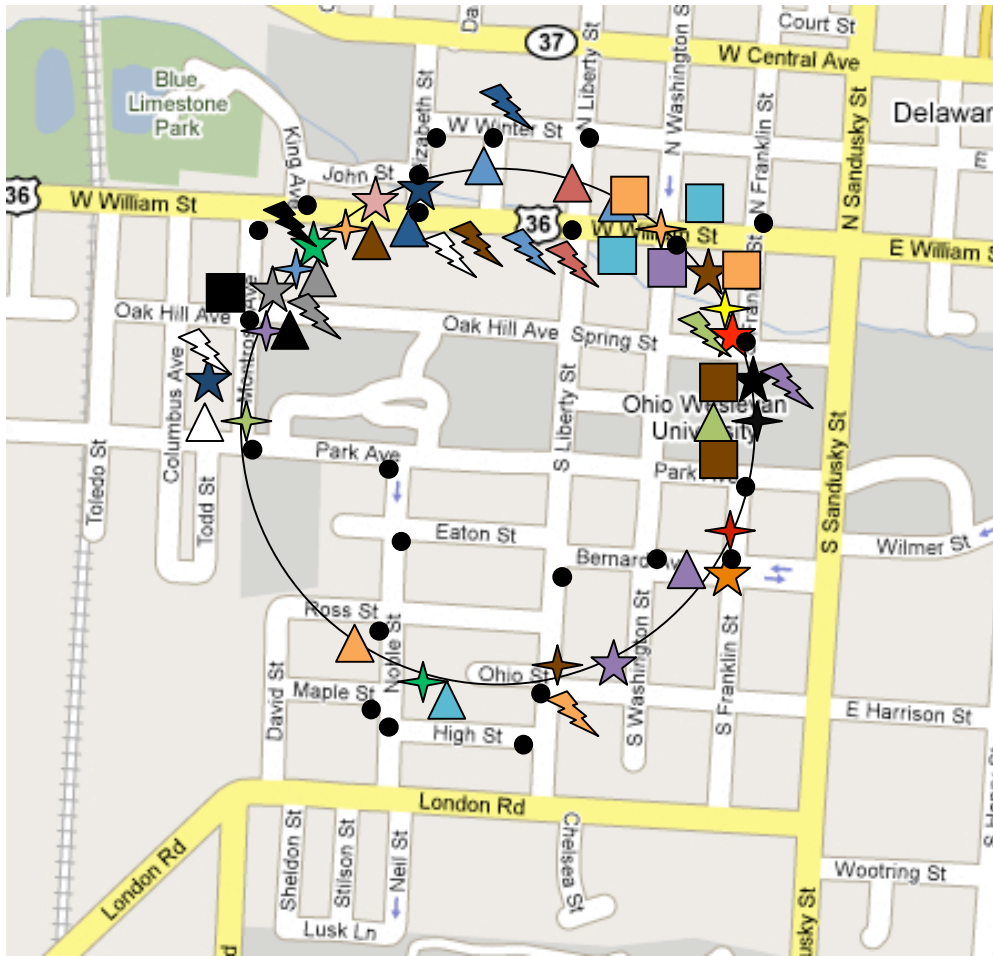 Court St
37
W Central Ave
Blue
Limestone
Park
N Liberty St
N Washington S
N Franklin St
N Sandusky St
Delawar
W Winter St
King Ave
John St
36
W William St
36
W William St
E William S
Oak Hill Ave
Oak Hill Ave
Spring St
Columbus Ave
S Liberty St
Ohio Wesleyan
University
Toledo St
Todd St
Park Ave
Park Ave
S Sandusky St
Eaton St
Wilmer St
Bernard Av
Ross St
Noble St
S Washington St
S Franklin St
David St
Ohio St
Maple St
High St
E Harrison St
London Rd
London Rd
Sheldon St
Stilson St
Neil St
Chelsea St
Wootring St
usky St
Lusk Ln